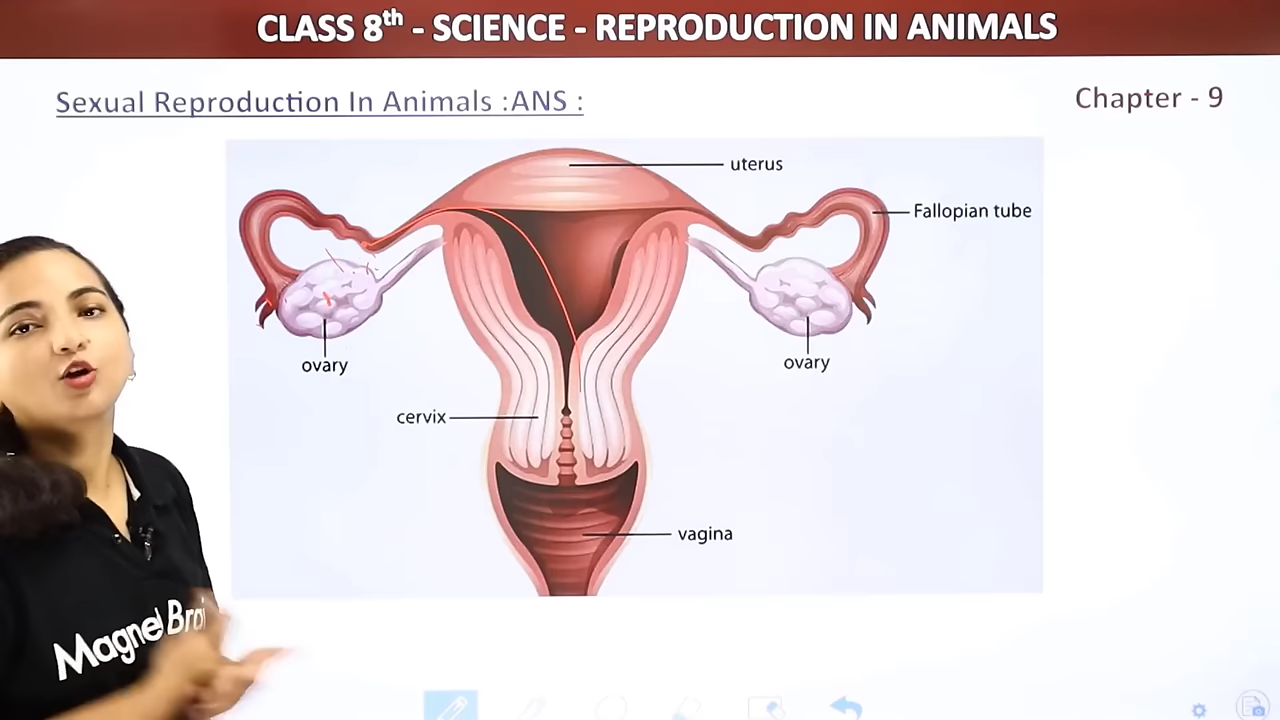 CLASS 8th - SCIENCE - REPRODUCTION IN ANIMALS
Sexual Reproduction In Animals :ANS :
Chapter - 9
uterus
Fallopian tube
ovary
ovary
cervix
vagina
Magnet Brai